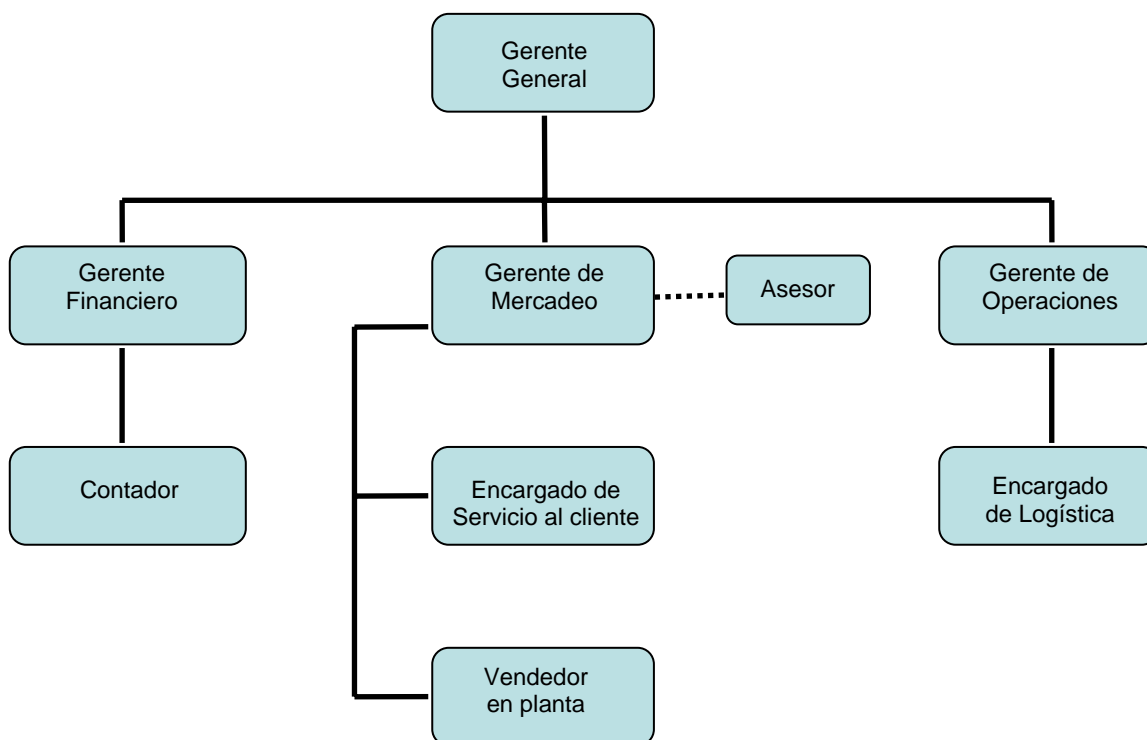 Gerente
General
Gerente
Financiero
Gerente de
Mercadeo
Asesor
Gerente de
Operaciones
Contador
Encargado de
Servicio al cliente
Encargado
de Logística
Vendedor
en planta